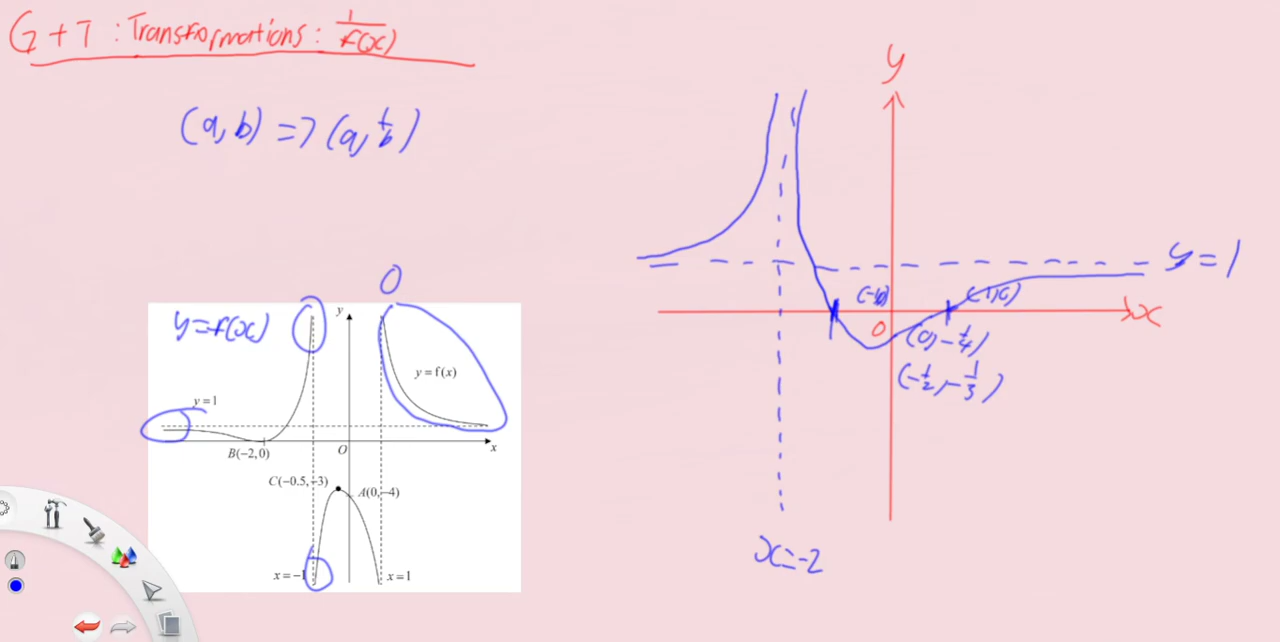 G+T : Transformations : 1/f(x)
(a, b) => (a, 1/b)
0
y=f(x)
y
y = f(x)
y = 1
B(−2,0)
O
x
C(−0.5,−3)
A(0,−4)
x = −1
x = 1
y
y = 1
(-1,0)
(1,0)
x
0
(0, -1/4)
(-1/2, -1/3)
x=-2